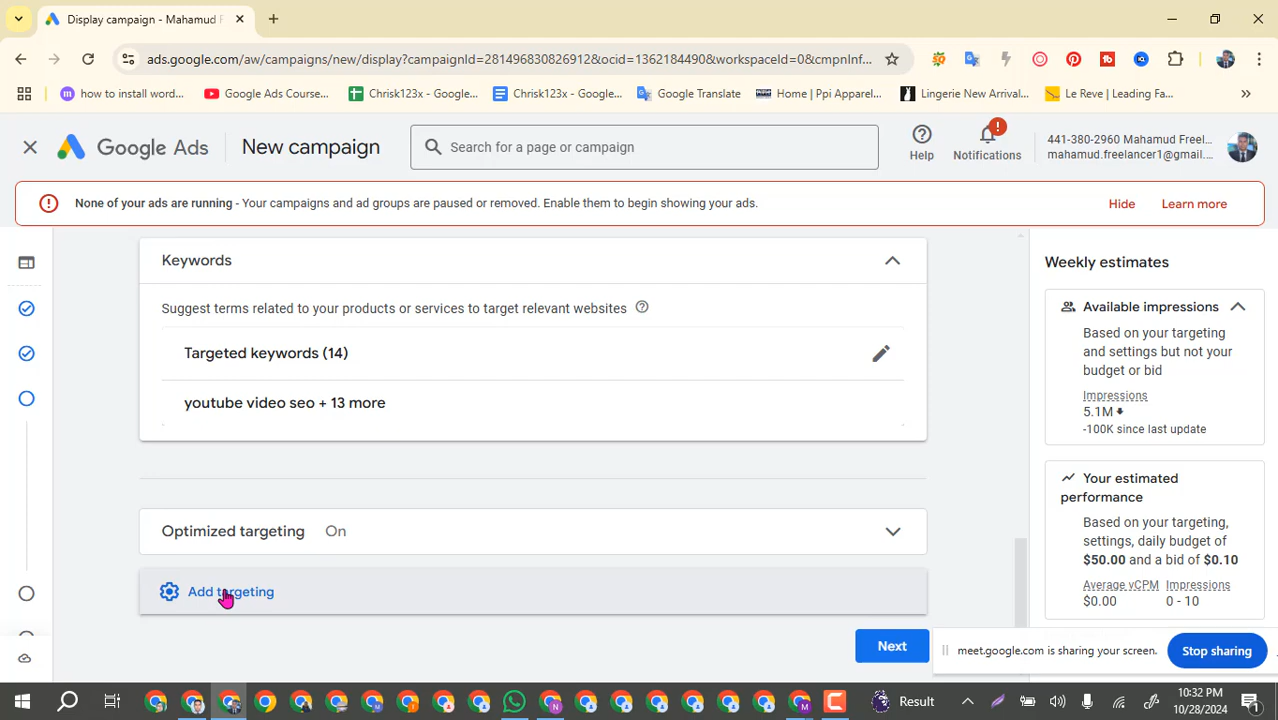 Display campaign - Mahamud F
ads.google.com/aw/campaigns/new/display?campaignId=281496830826912&ocid=1362184490&workspaceId=0&cmpnInf...
how to install word...
Google Ads Course...
Chrisk123x - Google...
Chrisk123x - Google...
Google Translate
Home | Ppi Apparel...
Lingerie New Arrival...
Le Reve | Leading Fa...
Google Ads
New campaign
Search for a page or campaign
Help
Notifications
441-380-2960 Mahamud Freel...
mahamud.freelancer1@gmail....
None of your ads are running - Your campaigns and ad groups are paused or removed. Enable them to begin showing your ads.
Hide
Learn more
Keywords
Suggest terms related to your products or services to target relevant websites
Targeted keywords (14)
youtube video seo + 13 more
Optimized targeting On
Add targeting
Next
Weekly estimates
Available impressions
Based on your targeting
and settings but not your
budget or bid
Impressions
5.1M
-100K since last update
Your estimated
performance
Based on your targeting,
settings, daily budget of
$50.00 and a bid of $0.10
Average vCPM Impressions
$0.00 0 - 10
meet.google.com is sharing your screen.
Stop sharing
Result
10:32 PM
10/28/2024